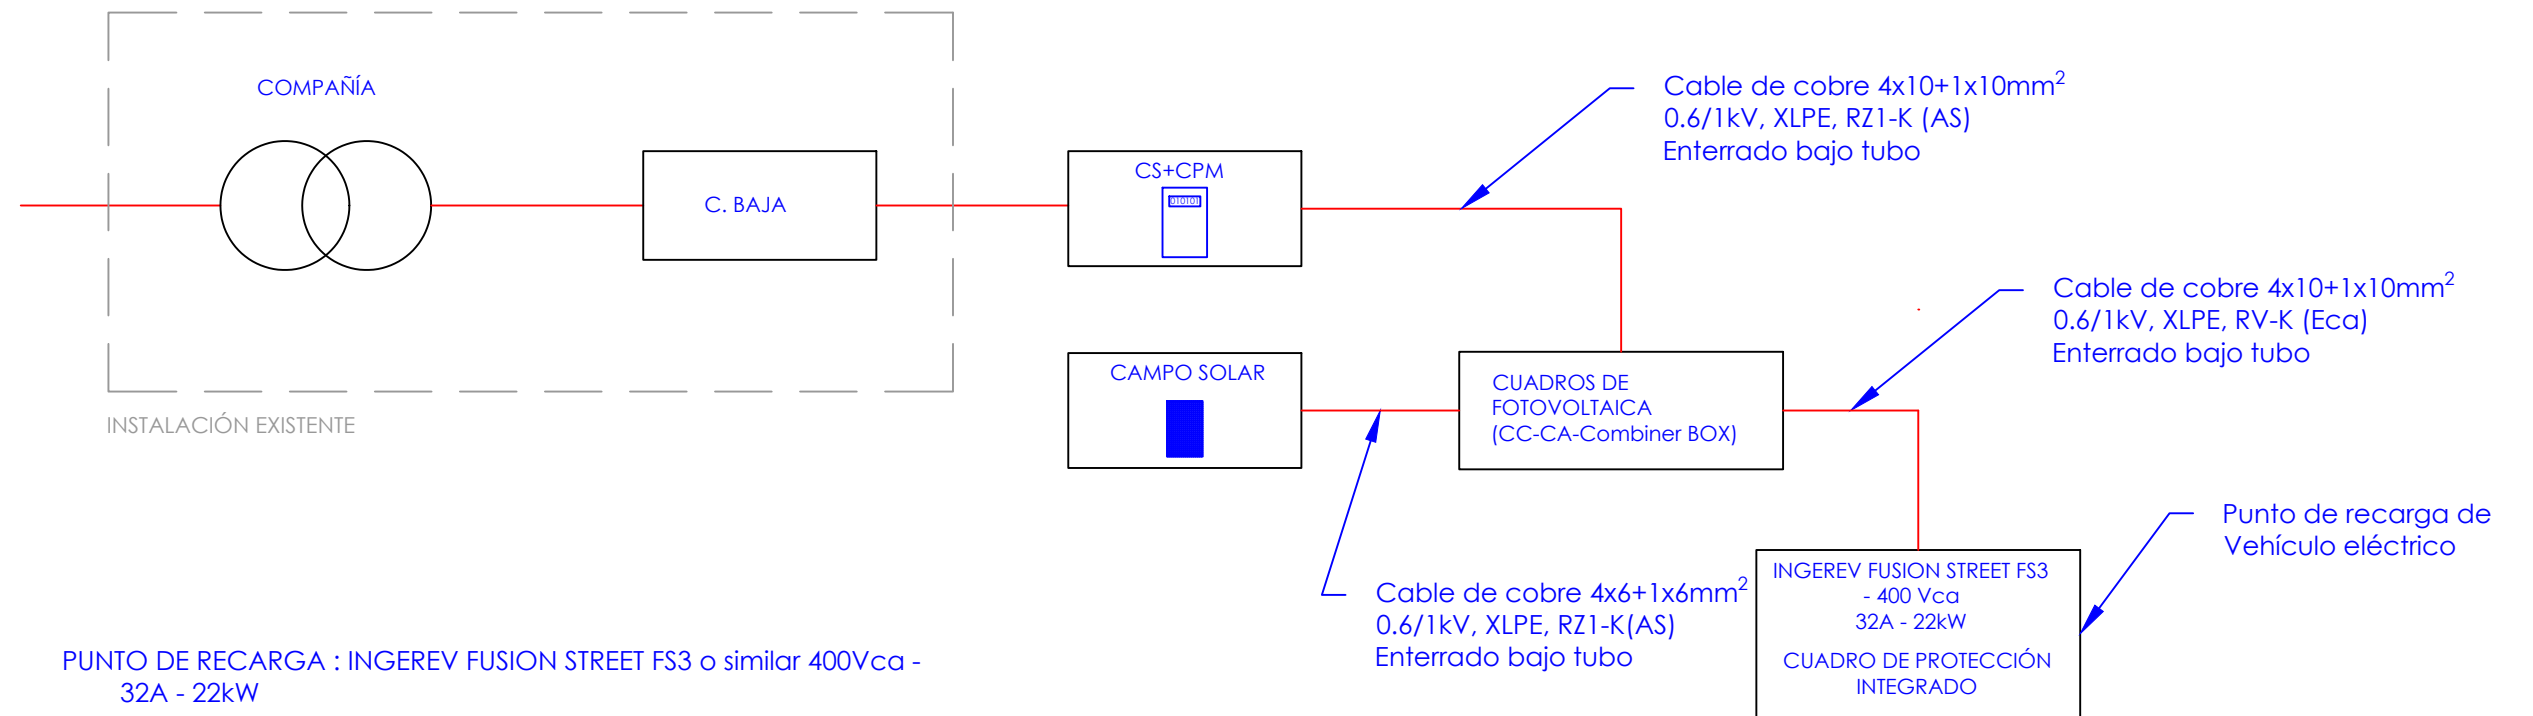 COMPAÑÍA
C. BAJA
INSTALACIÓN EXISTENTE
CS+CPM
010101
Cable de cobre 4x10+1x10mm²
0.6/1kV, XLPE, RZ1-K (AS)
Enterrado bajo tubo
CAMPO SOLAR
CUADROS DE
FOTOVOLTAICA
(CC-CA-Combiner BOX)
Cable de cobre 4x10+1x10mm²
0.6/1kV, XLPE, RV-K (Eca)
Enterrado bajo tubo
Cable de cobre 4x6+1x6mm²
0.6/1kV, XLPE, RZ1-K(AS)
Enterrado bajo tubo
Punto de recarga de
Vehículo eléctrico
INGEREV FUSION STREET FS3
- 400 Vca
32A - 22kW
CUADRO DE PROTECCIÓN
INTEGRADO
PUNTO DE RECARGA : INGEREV FUSION STREET FS3 o similar 400Vca -
32A - 22kW